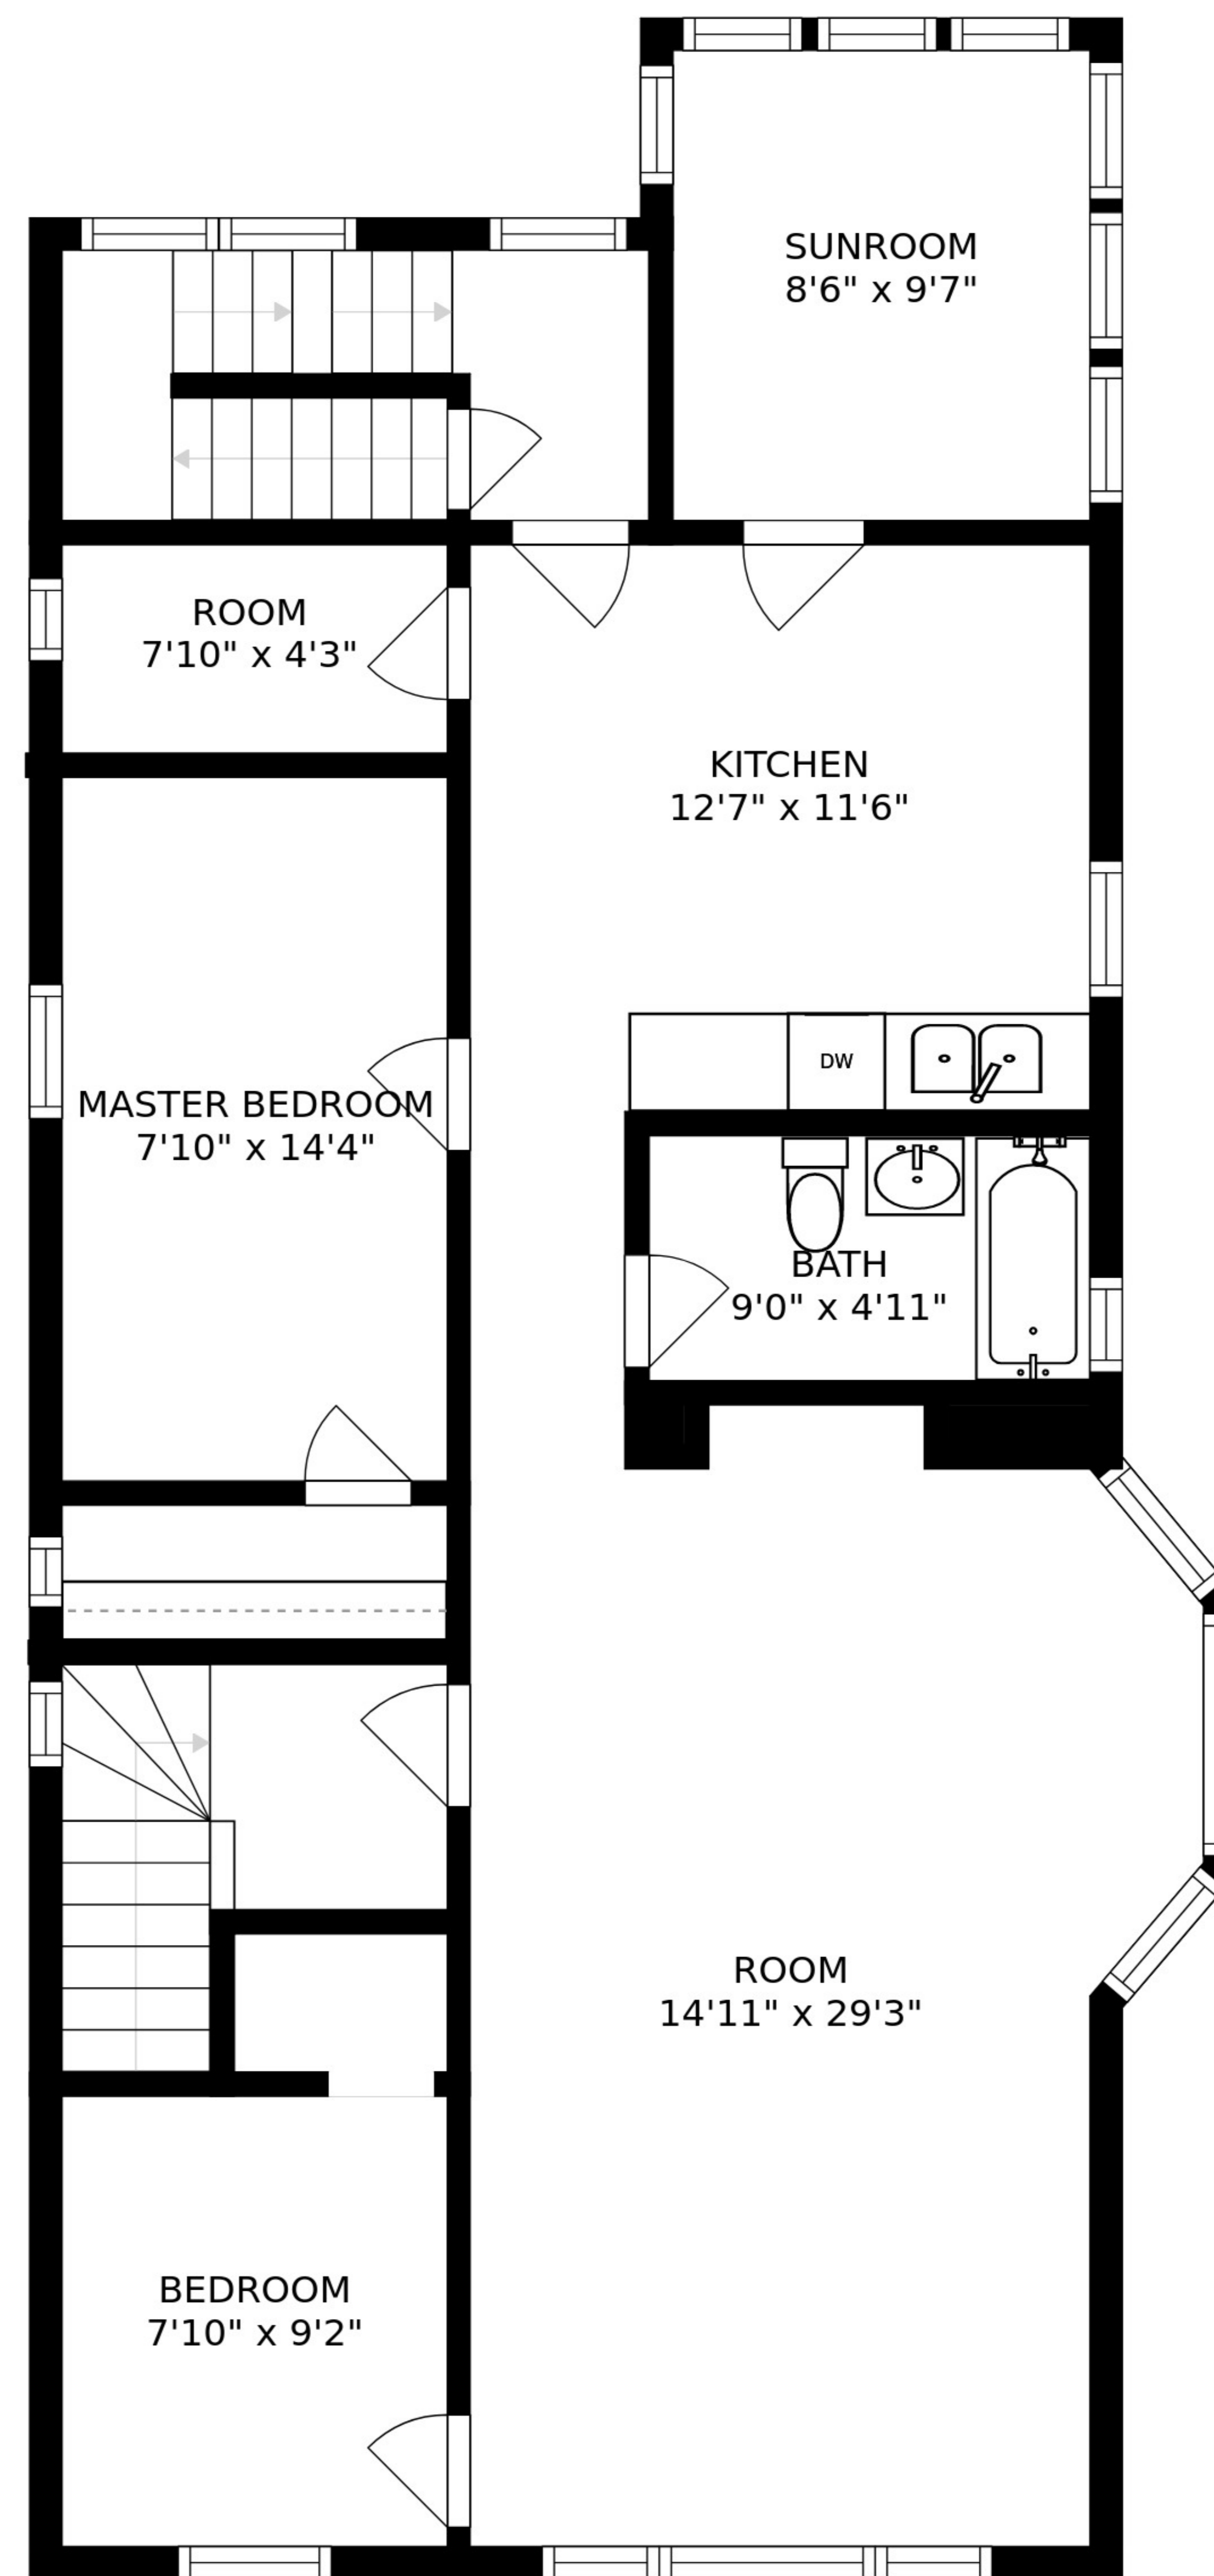 SUNROOM
8'6" x 9'7"
ROOM
7'10" x 4'3"
KITCHEN
12'7" x 11'6"
DW
MASTER BEDROOM
7'10" x 14'4"
BATH
9'0" x 4'11"
ROOM
14'11" x 29'3"
BEDROOM
7'10" x 9'2"